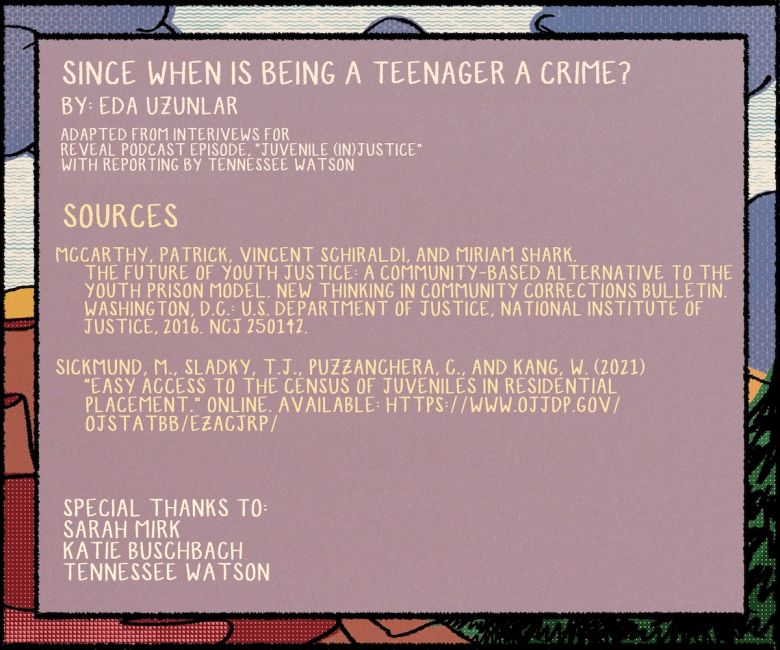 SINCE WHEN IS BEING A TEENAGER A CRIME?
BY: EDA UZUNLAR
ADAPTED FROM INTERIVEWS FOR
REVEAL PODCAST EPISODE, "JUVENILE (IN)JUSTICE"
WITH REPORTING BY TENNESSEE WATSON
SOURCES
MCCARTHY, PATRICK, VINCENT SCHIRALDI, AND MIRIAM SHARK.
THE FUTURE OF YOUTH JUSTICE: A COMMUNITY-BASED ALTERNATIVE TO THE
YOUTH PRISON MODEL. NEW THINKING IN COMMUNITY CORRECTIONS BULLETIN.
WASHINGTON, D.C.: U.S. DEPARTMENT OF JUSTICE, NATIONAL INSTITUTE OF
JUSTICE, 2016. NCJ 250142.
SICKMUND, M., SLADKY, T.J., PUZZANCHERA, C., AND KANG, W. (2021)
"EASY ACCESS TO THE CENSUS OF JUVENILES IN RESIDENTIAL
PLACEMENT." ONLINE. AVAILABLE: HTTPS://WWW.OJJDP.GOV/
OJSTATBB/EZACJRP/
SPECIAL THANKS TO:
SARAH MIRK
KATIE BUSCHBACH
TENNESSEE WATSON